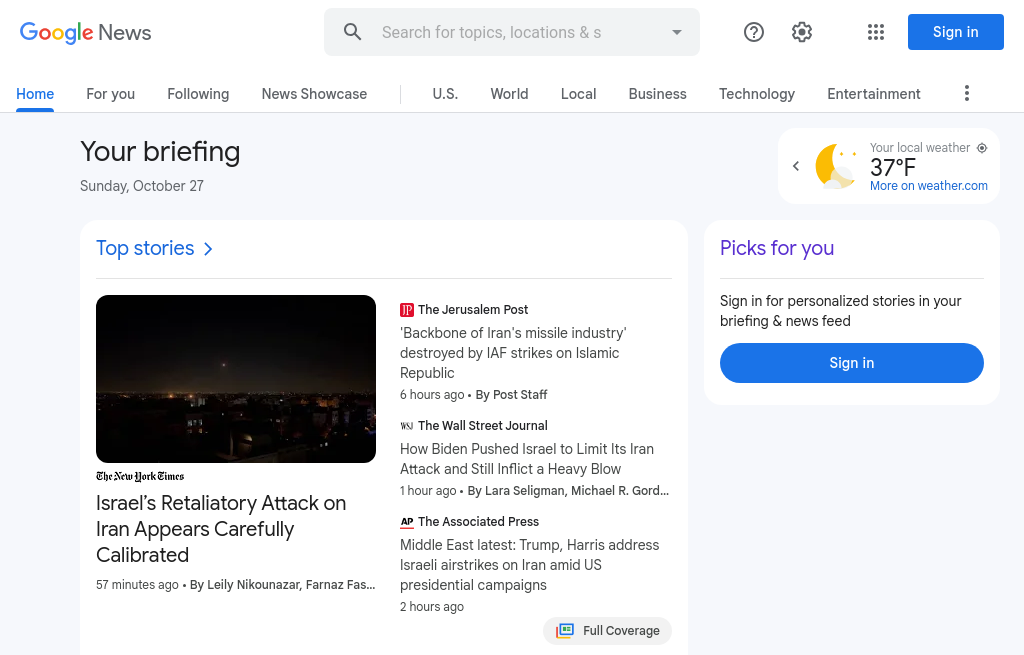 Google News
Search for topics, locations & s
Sign in
Home
For you
Following
News Showcase
U.S.
World
Local
Business
Technology
Entertainment
Your briefing
Sunday, October 27
Your local weather
37°F
More on weather.com
Top stories
The New York Times
Israel’s Retaliatory Attack on
Iran Appears Carefully
Calibrated
57 minutes ago • By Leily Nikounazar, Farnaz Fas...
JP The Jerusalem Post
'Backbone of Iran's missile industry'
destroyed by IAF strikes on Islamic
Republic
6 hours ago • By Post Staff
WSJ The Wall Street Journal
How Biden Pushed Israel to Limit Its Iran
Attack and Still Inflict a Heavy Blow
1 hour ago • By Lara Seligman, Michael R. Gord...
AP The Associated Press
Middle East latest: Trump, Harris address
Israeli airstrikes on Iran amid US
presidential campaigns
2 hours ago
Full Coverage
Picks for you
Sign in for personalized stories in your
briefing & news feed
Sign in